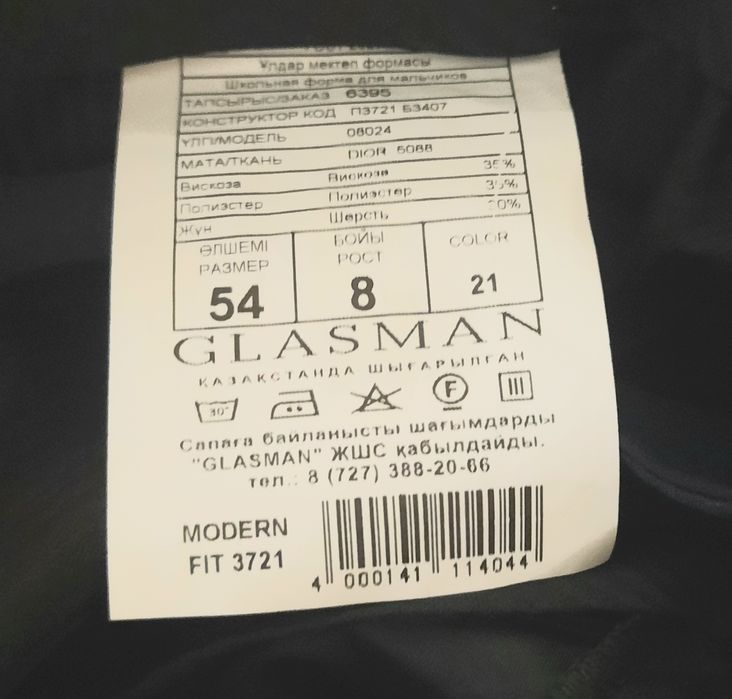 Ұлдар мектеп формасы
Школьная форма для мальчиков
ТАПСЫРЫС/ЗАКАЗ 6395
КОНСТРУКТОР КОД П3721 Б3407
ҮЛГІ/МОДЕЛЬ 08024
МАТА/ТКАНЬ DIOR 5088
Вискоза Вискоза 35%
Полиэстер Полиэстер
Жүн Шерсть
ӨЛШЕМІ БОЙЫ COLOR
РАЗМЕР РОСТ
54 8 21
GLASMAN
ҚАЗАҚСТАНДА ШЫҒАРЫЛҒАН
30° F
Сапаға байланысты шағымдарды
"GLASMAN" ЖШС қабылдайды.
тел.: 8 (727) 388-20-66
MODERN
FIT 3721
4 000141 114044